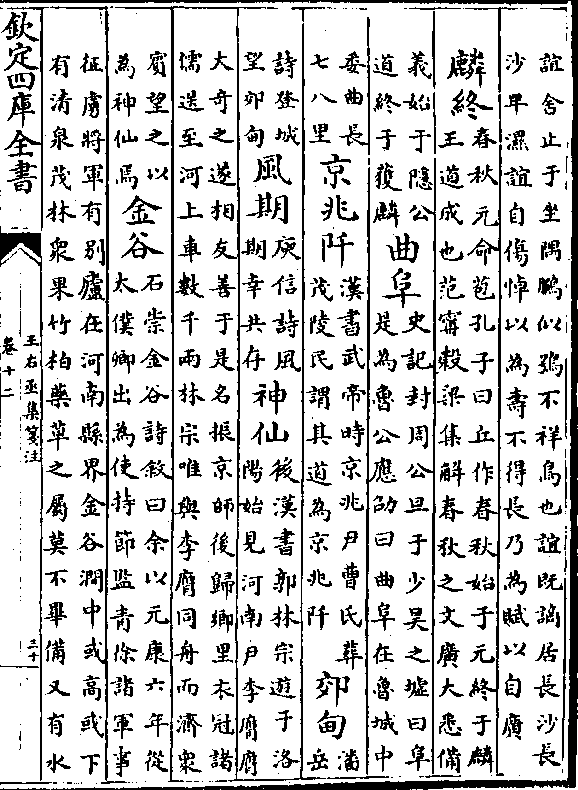 誼舍止于坐隅鵩似鴞不祥鳥也誼既謫居長沙長
沙卑濕誼自傷悼以為壽不得長乃為賦以自廣
麟終 春秋元命苞孔子曰丘作春秋始于元終于麟
王道成也范甯榖梁集解春秋之文廣大悉備
義始于隱公
道終于獲麟
曲阜 史記封周公旦于少昊之墟曰阜
是為魯公應劭曰曲阜在魯城中
委曲長
七八里
京兆阡 漢書武帝時京兆尹曹氏葬
茂陵民謂其道為京兆阡
郊甸 潘
岳
詩登城
望郊甸
風期 庾信詩風
期幸共存
神仙 後漢書郭林宗遊于洛
陽始見河南尹李膺膺
大奇之遂相友善于是名振京師後歸鄉里衣冠諸
儒送至河上車數千兩林宗唯與李膺同舟而濟衆
賔望之以
為神仙焉
金谷 石崇金谷詩敘曰余以元康六年從
太僕卿出為使持節監青徐諸軍事
征虜將軍有別廬在河南縣界金谷澗中或高或下
有清泉茂林衆果竹柏藥草之屬莫不畢備又有水
欽定四庫全書
王右丞集箋注
卷十二
三十